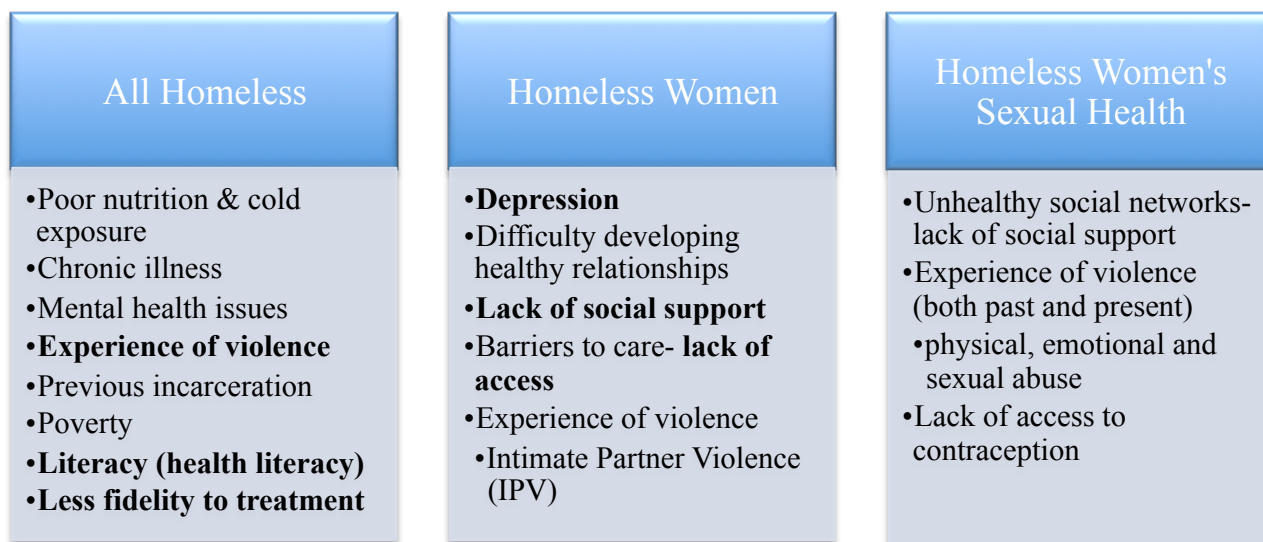 All Homeless
•Poor nutrition & cold
exposure
•Chronic illness
•Mental health issues
•Experience of violence
•Previous incarceration
•Poverty
•Literacy (health literacy)
•Less fidelity to treatment
Homeless Women
•Depression
•Difficulty developing
healthy relationships
•Lack of social support
•Barriers to care- lack of
access
•Experience of violence
•Intimate Partner Violence
(IPV)
Homeless Women's
Sexual Health
•Unhealthy social networks-
lack of social support
•Experience of violence
(both past and present)
•physical, emotional and
sexual abuse
•Lack of access to
contraception